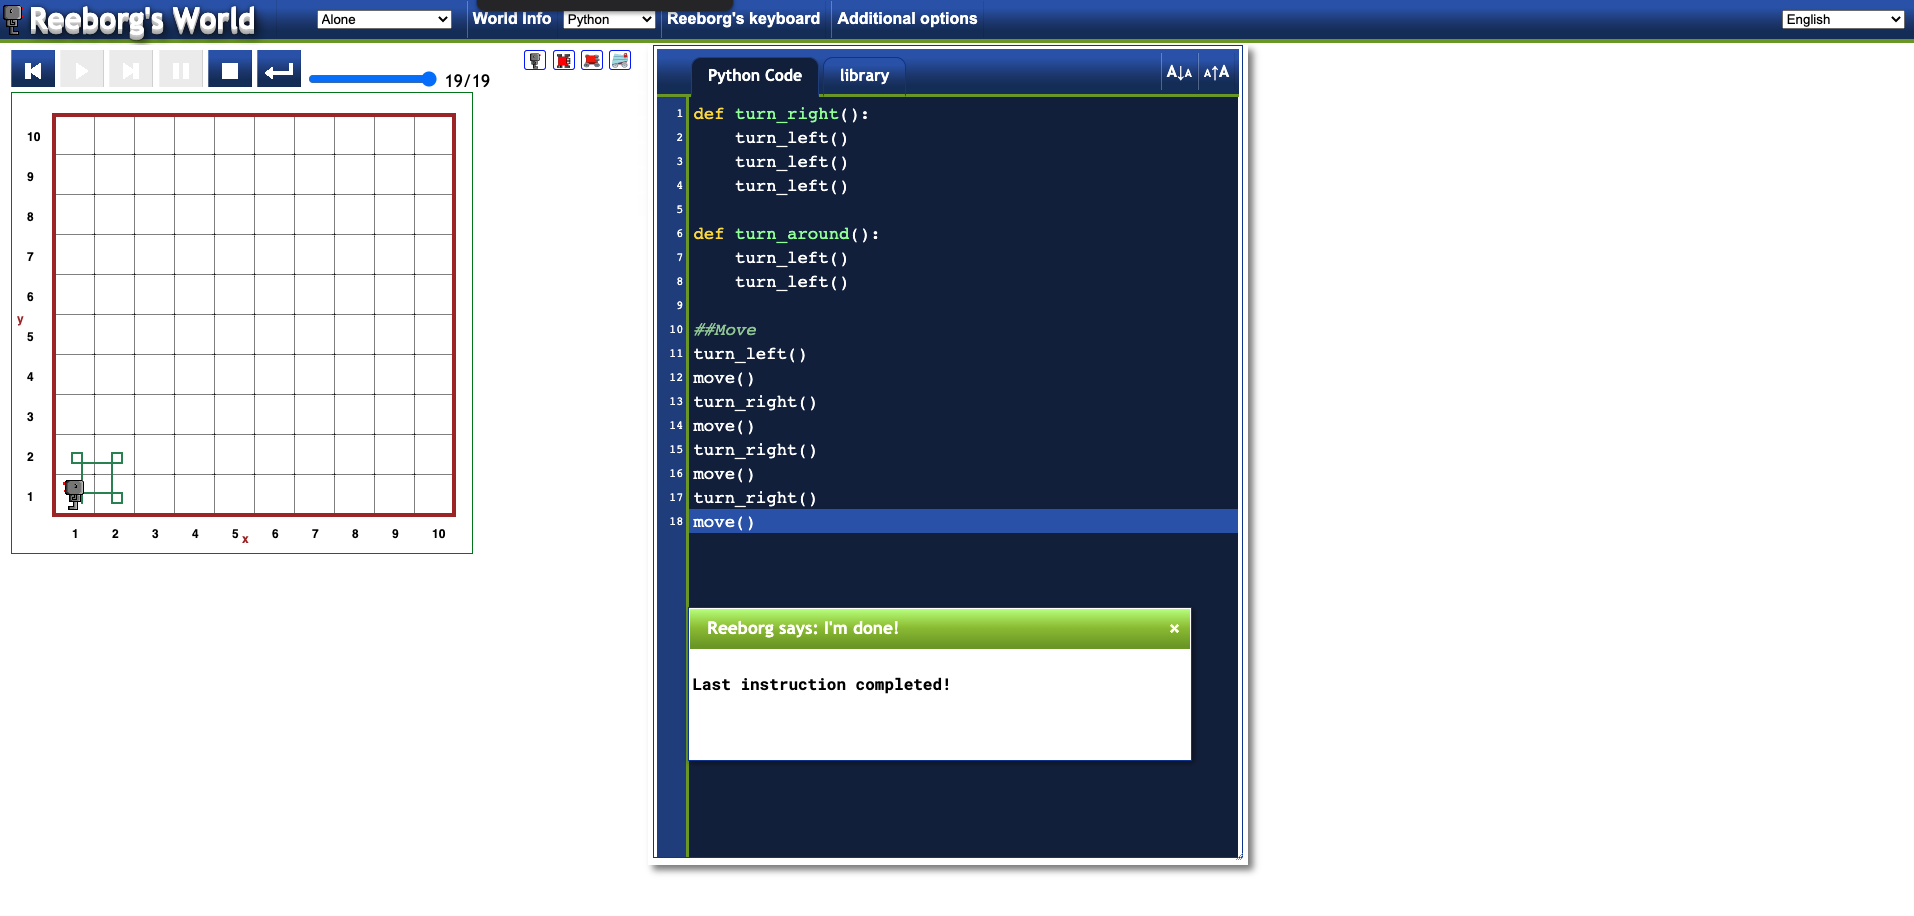 Reeborg's World
Alone
World Info
Python
Reeborg's keyboard
Additional options
English
19/19
10
9
8
7
6
y
5
4
3
2
1
1 2 3 4 5 x 6 7 8 9 10
Python Code
library
A↓A
A↑A
1 def turn_right():
2     turn_left()
3     turn_left()
4     turn_left()
5
6 def turn_around():
7     turn_left()
8     turn_left()
9
10 ##Move
11 turn_left()
12 move()
13 turn_right()
14 move()
15 turn_right()
16 move()
17 turn_right()
18 move()
Reeborg says: I'm done!
×
Last instruction completed!